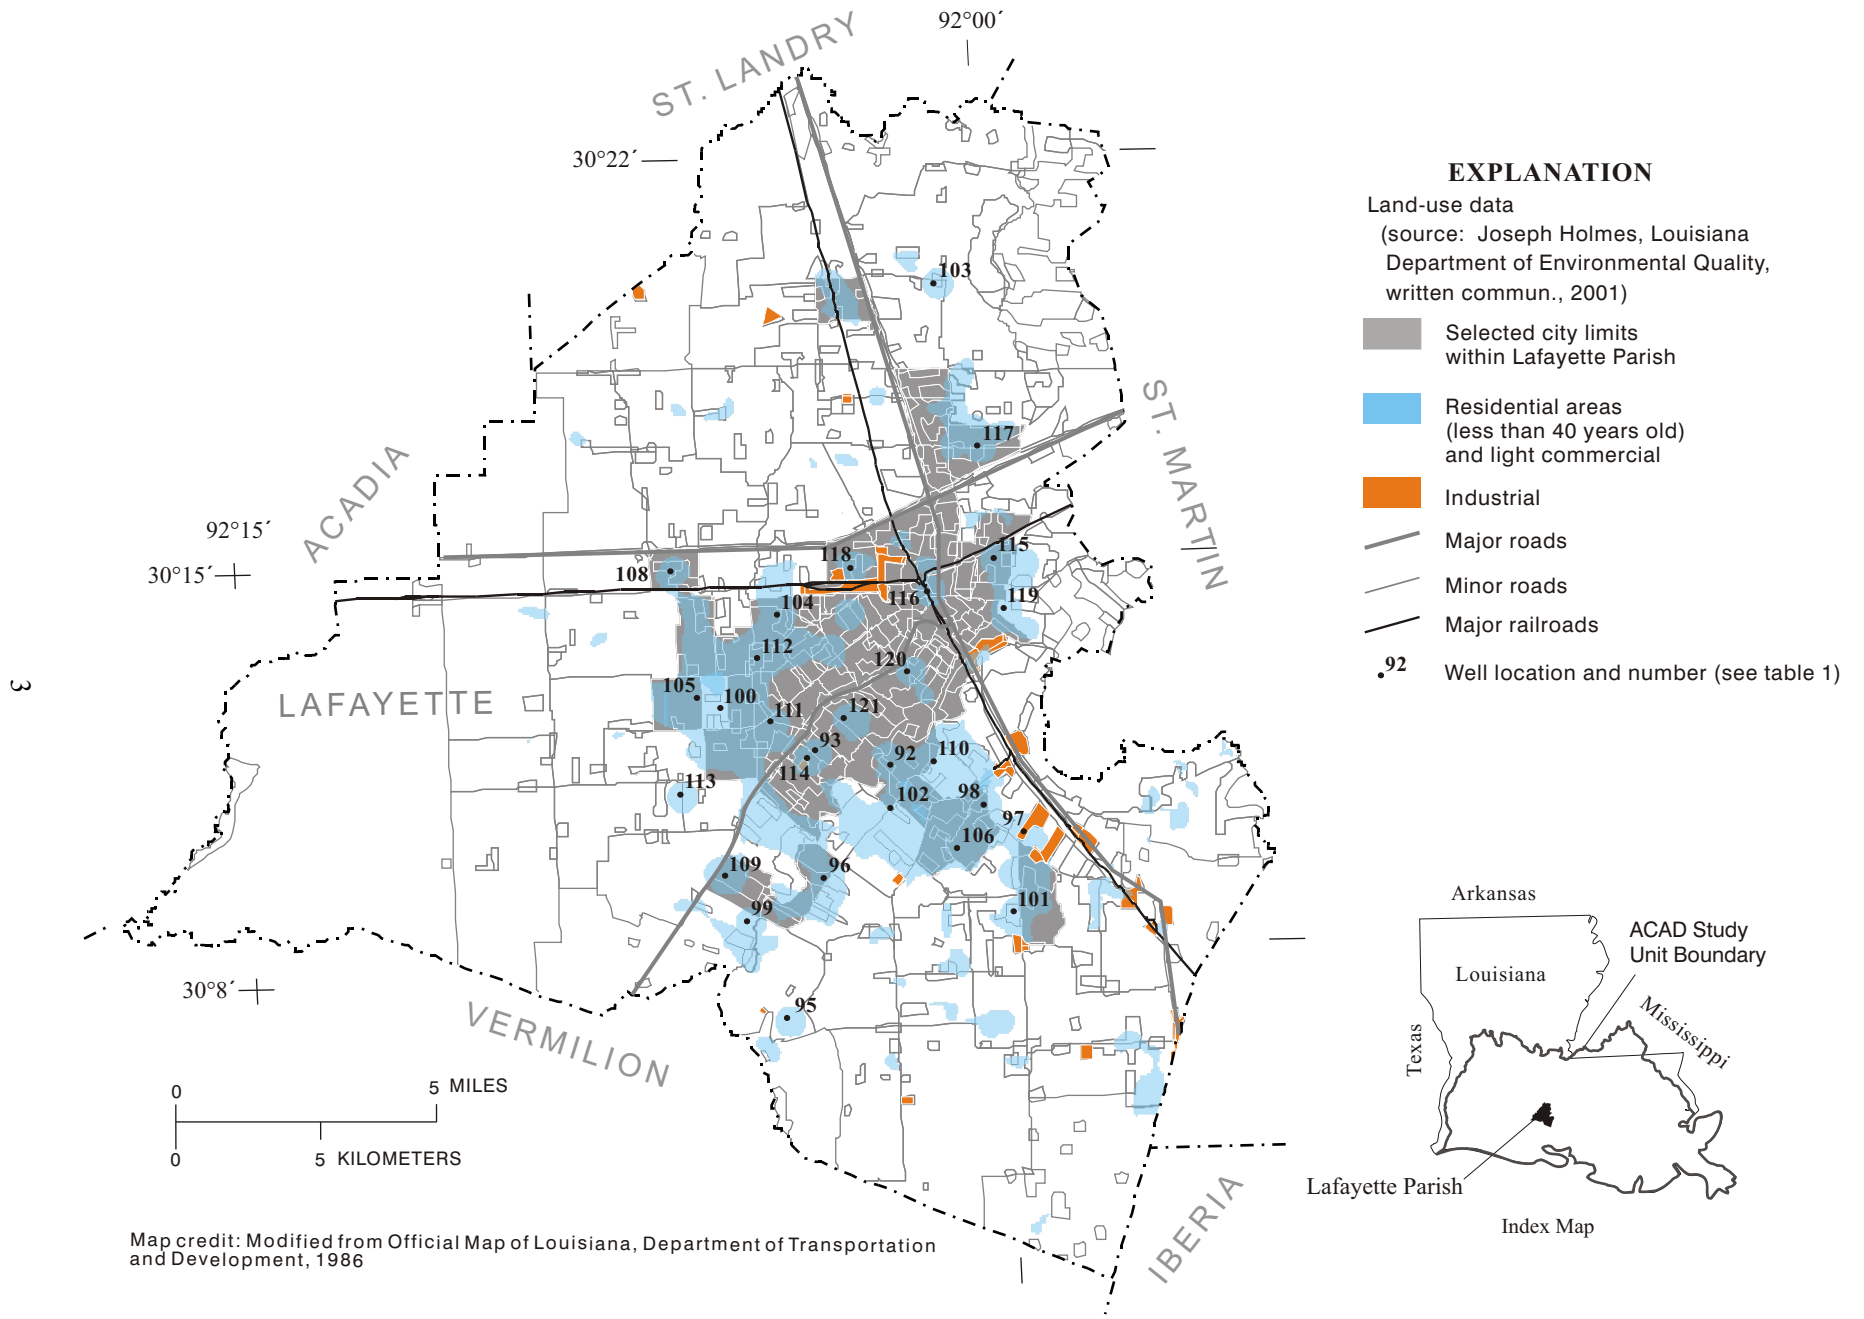 92°00´
ST. LANDRY
30°22´
103
117
ST. MARTIN
ACADIA
92°15´
30°15´
118
115
108
116
119
104
112
120
105
100
111
121
LAFAYETTE
93
92
110
114
113
102
98
97
106
109
96
101
99
30°8´
95
VERMILION
IBERIA
0
5 MILES
0
5 KILOMETERS
Map credit: Modified from Official Map of Louisiana, Department of Transportation
and Development, 1986
3
EXPLANATION
Land-use data
(source: Joseph Holmes, Louisiana
Department of Environmental Quality,
written commun., 2001)
Selected city limits
within Lafayette Parish
Residential areas
(less than 40 years old)
and light commercial
Industrial
Major roads
Minor roads
Major railroads
92
Well location and number (see table 1)
Arkansas
ACAD Study
Unit Boundary
Louisiana
Mississippi
Texas
Lafayette Parish
Index Map